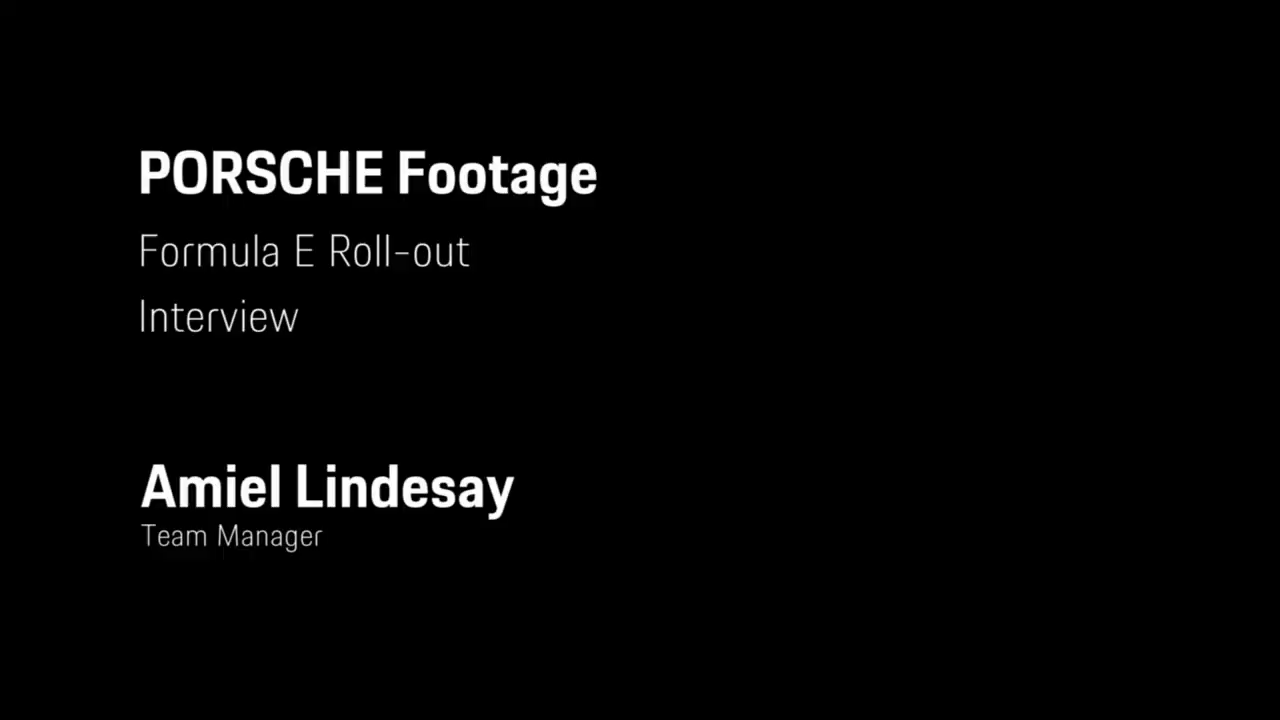 PORSCHE Footage
Formula E Roll-out
Interview
Amiel Lindesay
Team Manager